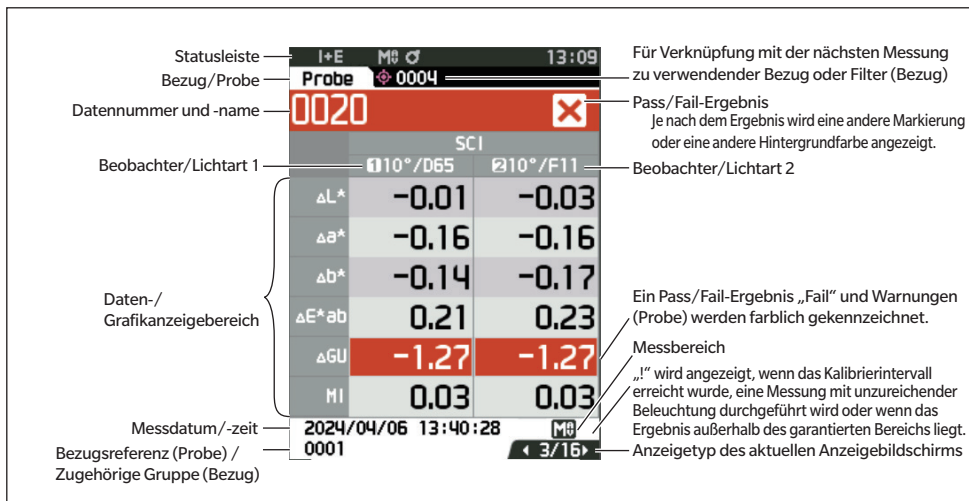 Statusleiste
Bezug/Probe
Datennummer und -name
Beobachter/Lichtart 1
Daten-/
Grafikanzeigebereich
Messdatum/-zeit
Bezugsreferenz (Probe) /
Zugehörige Gruppe (Bezug)
I+E
13:09
Probe
0004
0020
SCI
1 10°/D65
2 10°/F11
△L* -0.01 -0.03
△a* -0.16 -0.16
△b* -0.14 -0.17
△E*ab 0.21 0.23
△GU -1.27 -1.27
MI 0.03 0.03
2024/04/06 13:40:28
0001
3/16
Für Verknüpfung mit der nächsten Messung
zu verwendender Bezug oder Filter (Bezug)
Pass/Fail-Ergebnis
Je nach dem Ergebnis wird eine andere Markierung
oder eine andere Hintergrundfarbe angezeigt.
Beobachter/Lichtart 2
Ein Pass/Fail-Ergebnis „Fail“ und Warnungen
(Probe) werden farblich gekennzeichnet.
Messbereich
„!“ wird angezeigt, wenn das Kalibrierintervall
erreicht wurde, eine Messung mit unzureichender
Beleuchtung durchgeführt wird oder wenn das
Ergebnis außerhalb des garantierten Bereichs liegt.
Anzeigetyp des aktuellen Anzeigebildschirms